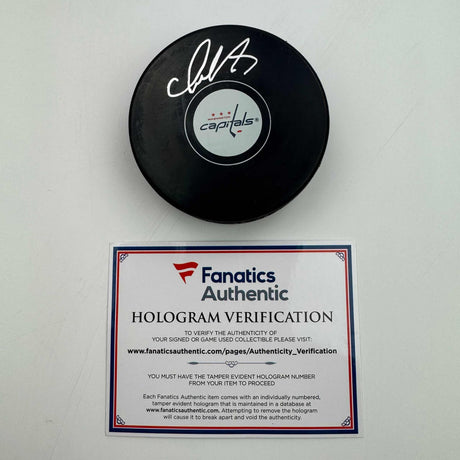 capitals
Fanatics
Authentic
HOLOGRAM VERIFICATION
TO VERIFY THE AUTHENTICITY OF
YOUR SIGNED OR GAME USED COLLECTIBLE PLEASE VISIT:
www.fanaticsauthentic.com/pages/Authenticity_Verification
YOU MUST HAVE THE TAMPER EVIDENT HOLOGRAM NUMBER
FROM YOUR ITEM TO PROCEED
Each Fanatics Authentic item comes with an individually numbered,
tamper evident hologram that is maintained in a database at
www.fanaticsauthentic.com. Attempting to remove the hologram
will cause it to break apart and void the authenticity.